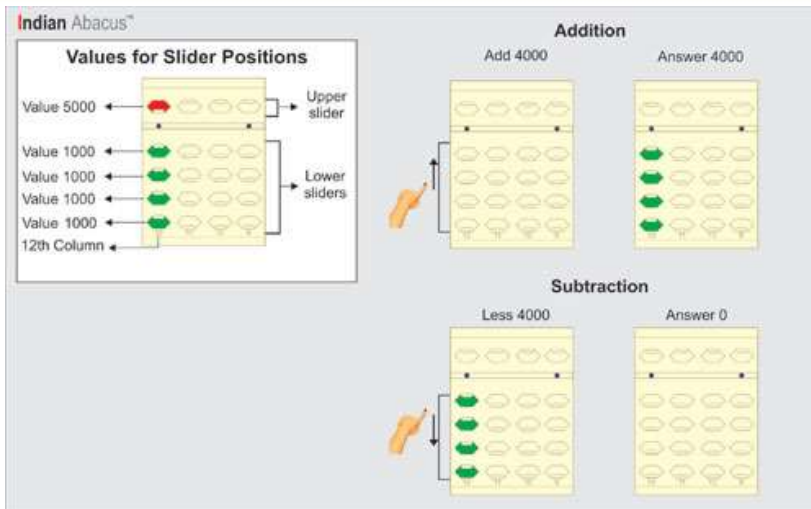 Indian Abacus™
Values for Slider Positions
Value 5000
Upper
slider
Value 1000
Value 1000
Value 1000
Value 1000
Lower
sliders
12th Column
Addition
Add 4000
Answer 4000
Subtraction
Less 4000
Answer 0